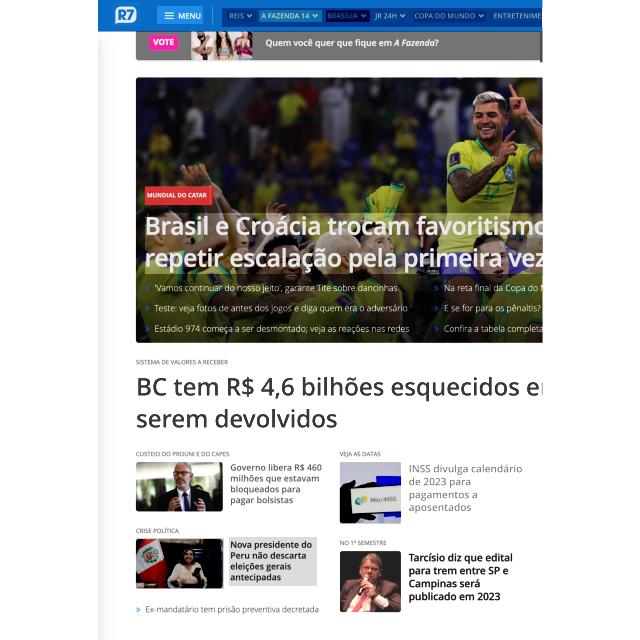 R7 MENU REIS A FAZENDA 14 BRASÍLIA JR 24H COPA DO MUNDO ENTRETENIME
VOTE Quem você quer que fique em A Fazenda?
MUNDIAL DO CATAR
Brasil e Croácia trocam favoritismo
repetir escalação pela primeira vez
'Vamos continuar do nosso jeito', garante Tite sobre dancinhas
Teste: veja fotos de antes dos jogos e diga quem era o adversário
Estádio 974 começa a ser desmontado; veja as reações nas redes
Na reta final da Copa do
E se for para os pênaltis?
Confira a tabela completa
SISTEMA DE VALORES A RECEBER
BC tem R$ 4,6 bilhões esquecidos
serem devolvidos
CUSTEIO DO PROUNI E DO CAPES
Governo libera R$ 460
milhões que estavam
bloqueados para
pagar bolsistas
VEJA AS DATAS
Meu INSS
INSS divulga calendário
de 2023 para
pagamentos a
aposentados
CRISE POLÍTICA
Nova presidente do
Peru não descarta
eleições gerais
antecipadas
Ex-mandatário tem prisão preventiva decretada
NO 1º SEMESTRE
Tarcísio diz que edital
para trem entre SP e
Campinas será
publicado em 2023